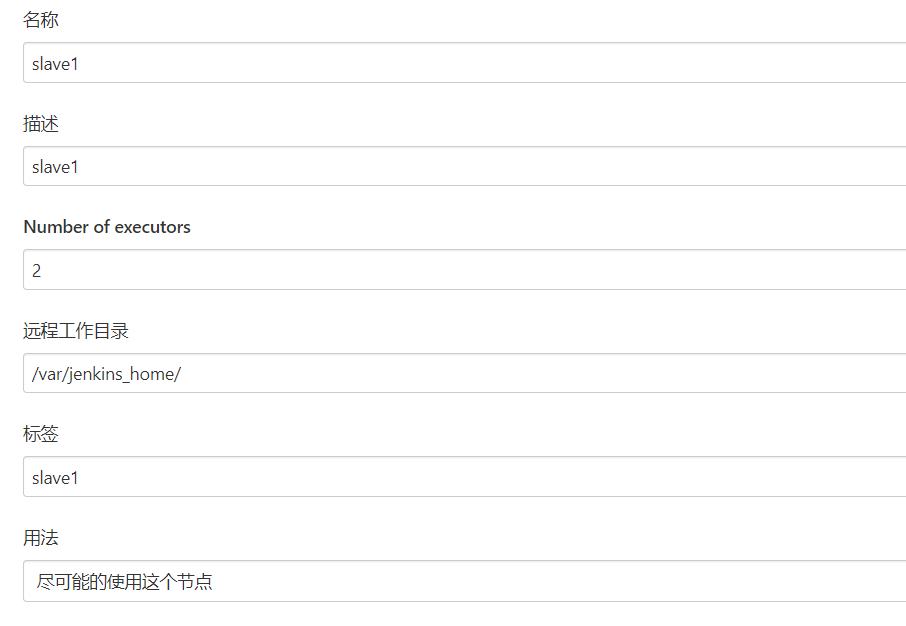 名称
slave1
描述
slave1
Number of executors
2
远程工作目录
/var/jenkins_home/
标签
slave1
用法
尽可能的使用这个节点